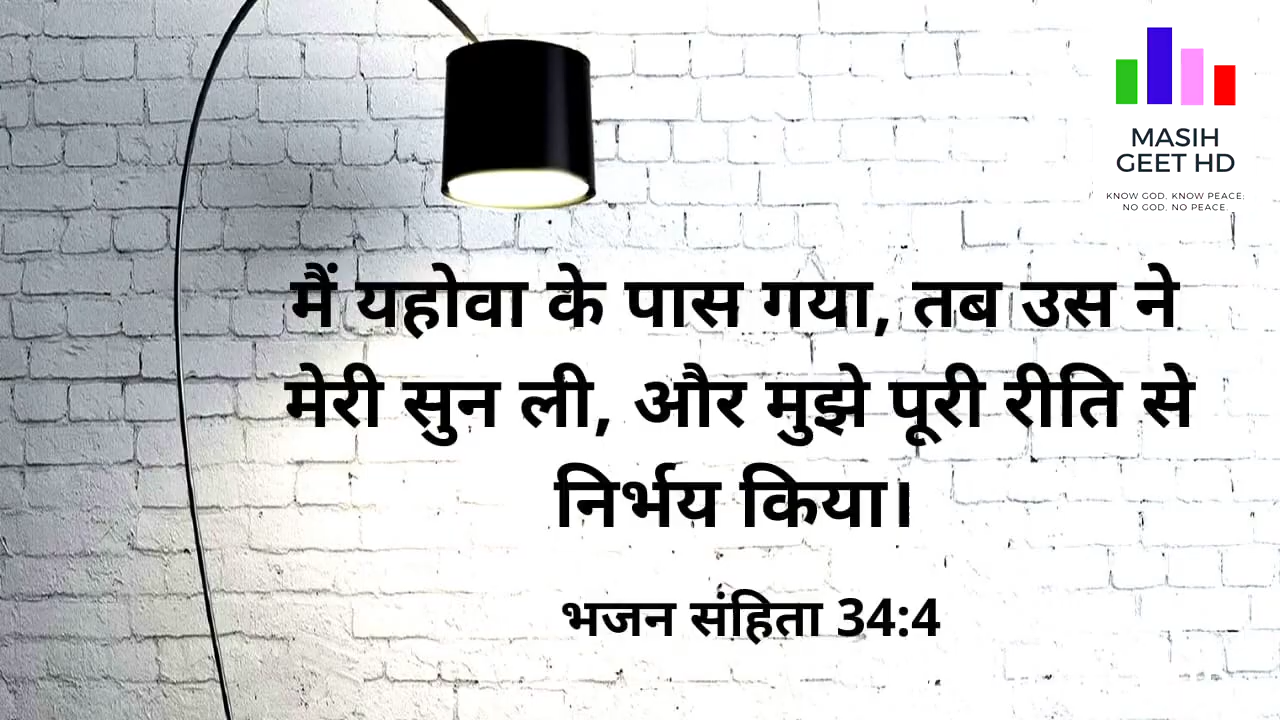 MASIH
GEET HD
KNOW GOD, KNOW PEACE;
NO GOD, NO PEACE.
मैं यहोवा के पास गया, तब उस ने
मेरी सुन ली, और मुझे पूरी रीति से
निर्भय किया।
भजन संहिता 34:4